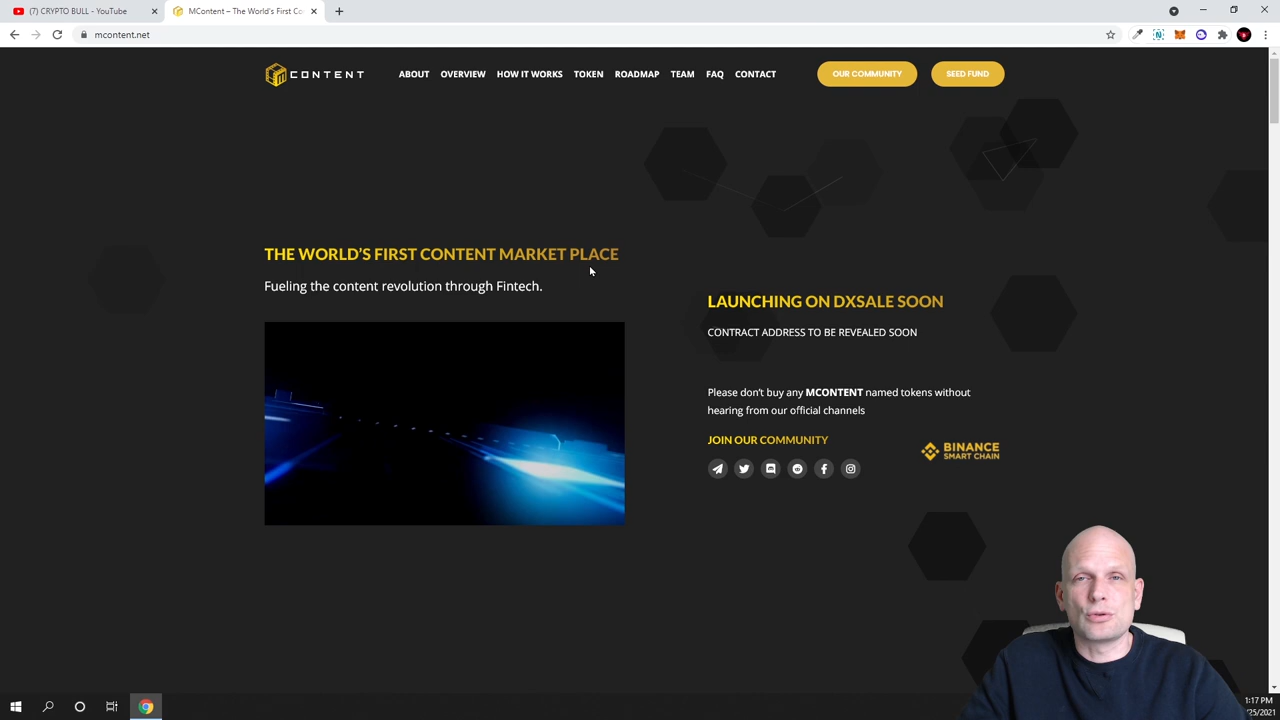 (7) CRYPTO BULL - YouTube
MContent – The World's First Co
mcontent.net
CONTENT
ABOUT OVERVIEW HOW IT WORKS TOKEN ROADMAP TEAM FAQ CONTACT
OUR COMMUNITY
SEED FUND
THE WORLD'S FIRST CONTENT MARKET PLACE
Fueling the content revolution through Fintech.
LAUNCHING ON DXSALE SOON
CONTRACT ADDRESS TO BE REVEALED SOON
Please don't buy any MCONTENT named tokens without
hearing from our official channels
JOIN OUR COMMUNITY
BINANCE
SMART CHAIN
1:17 PM
/25/2021